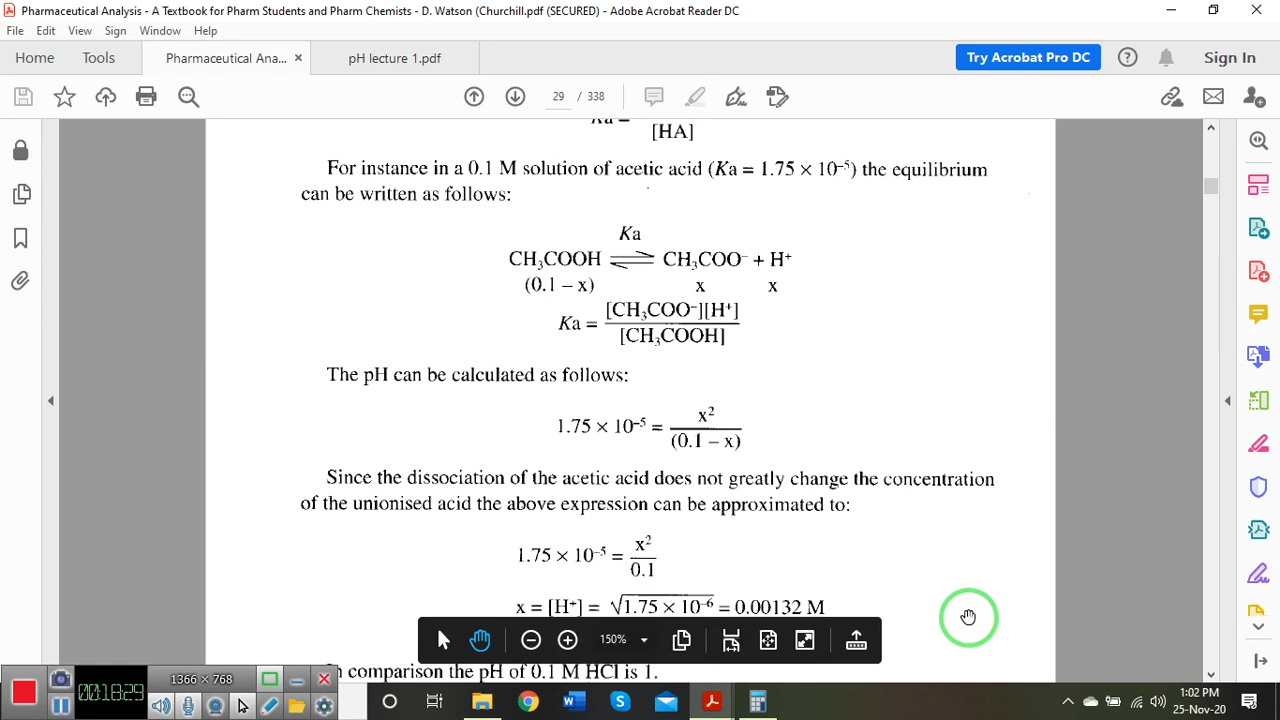 Pharmaceutical Analysis - A Textbook for Pharm Students and Pharm Chemists - D. Watson (Churchill.pdf (SECURED) - Adobe Acrobat Reader DC
File Edit View Sign Window Help
Home Tools Pharmaceutical Ana... × pH lecture 1.pdf Try Acrobat Pro DC Sign In
29 / 338
Ka =
[HA]
For instance in a 0.1 M solution of acetic acid (Ka = 1.75 × 10⁻⁵) the equilibrium
can be written as follows:
Ka
CH₃COOH ⇌ CH₃COO⁻ + H⁺
(0.1 – x) x x
Ka = [CH₃COO⁻][H⁺]
[CH₃COOH]
The pH can be calculated as follows:
1.75 × 10⁻⁵ = x²
(0.1 – x)
Since the dissociation of the acetic acid does not greatly change the concentration
of the unionised acid the above expression can be approximated to:
1.75 × 10⁻⁵ = x²
0.1
x = [H⁺] = √1.75 × 10⁻⁶ = 0.00132 M
150%
n comparison the pH of 0.1 M HCl is 1.
1366 × 768
00:18:29
1:02 PM
25-Nov-20